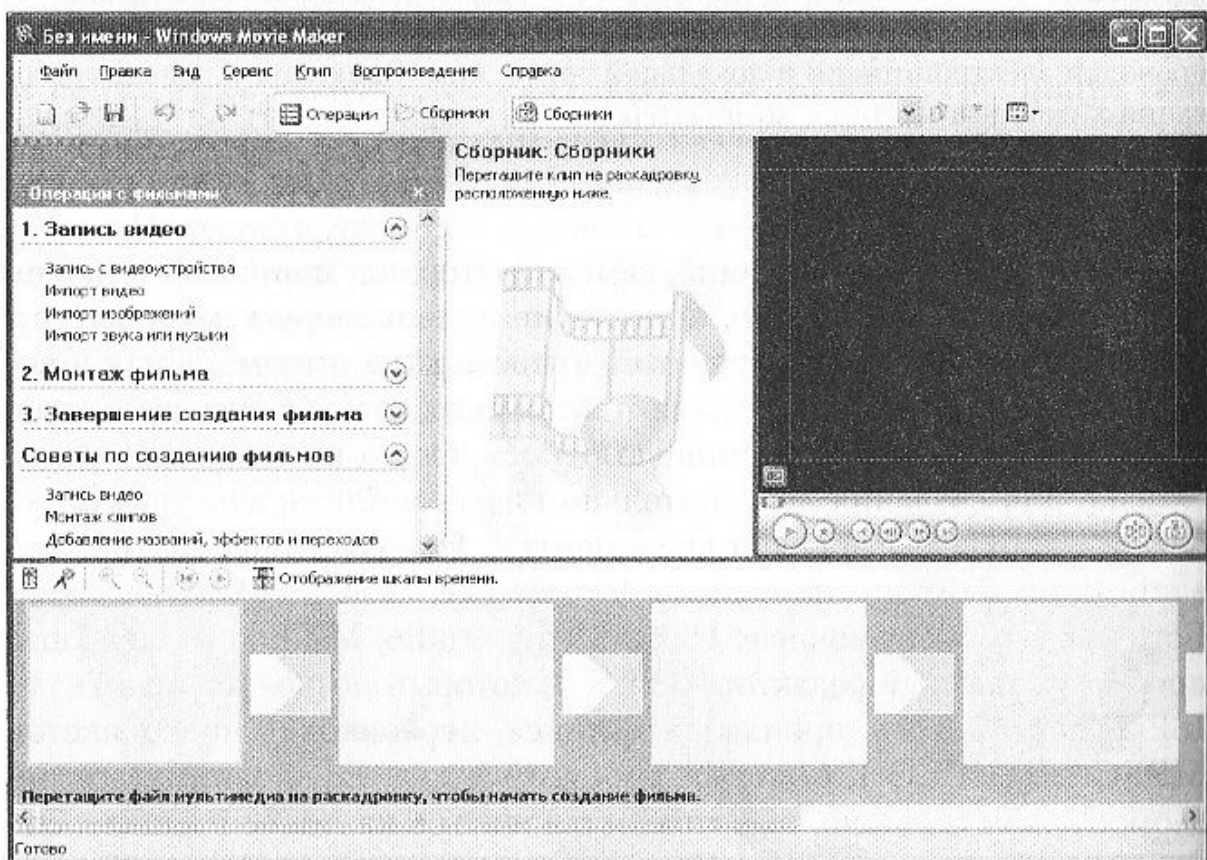 Без имени - Windows Movie Maker
Файл Правка Вид Сервис Клип Воспроизведение Справка
Операции Сборники Сборники
Операции с фильмами
1. Запись видео
Запись с видеоустройства
Импорт видео
Импорт изображений
Импорт звука или музыки
2. Монтаж фильма
3. Завершение создания фильма
Советы по созданию фильмов
Запись видео
Монтаж клипов
Добавление названий, эффектов и переходов
Сборник: Сборники
Перетащите клип на раскадровку,
расположенную ниже.
Отображение шкалы времени.
Перетащите файл мультимедиа на раскадровку, чтобы начать создание фильма.
Готово